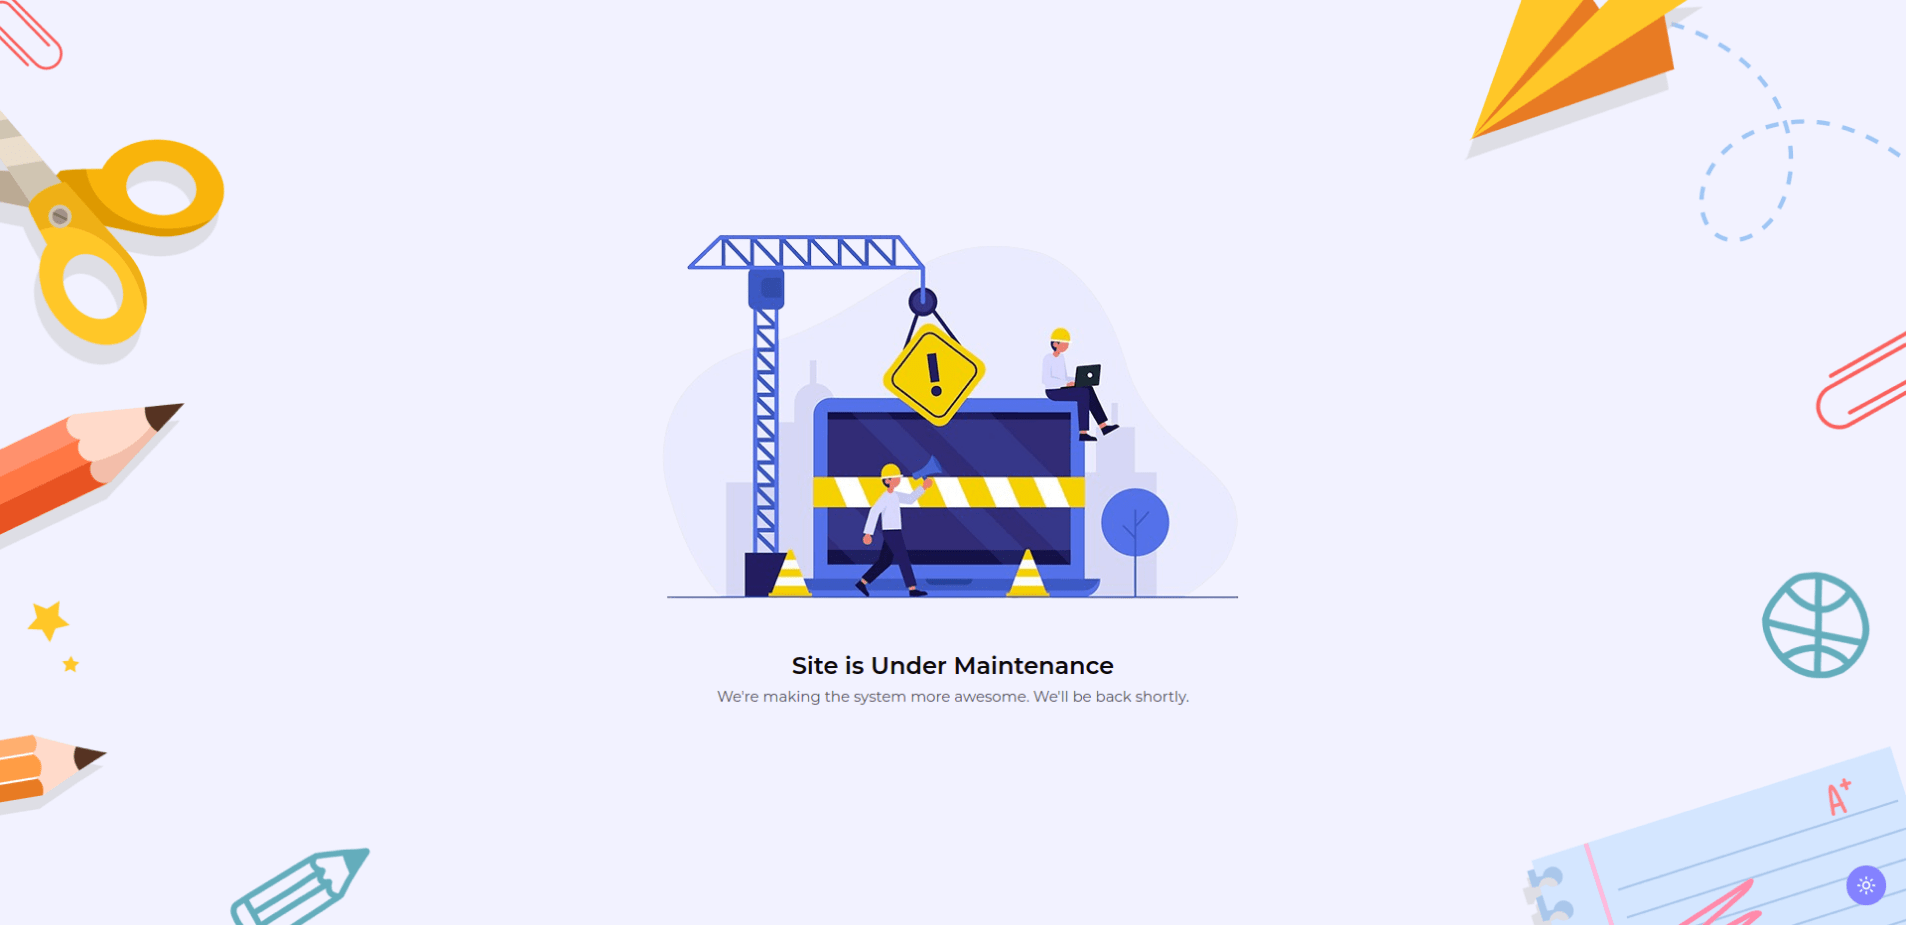 Site is Under Maintenance
We're making the system more awesome. We'll be back shortly.
A+